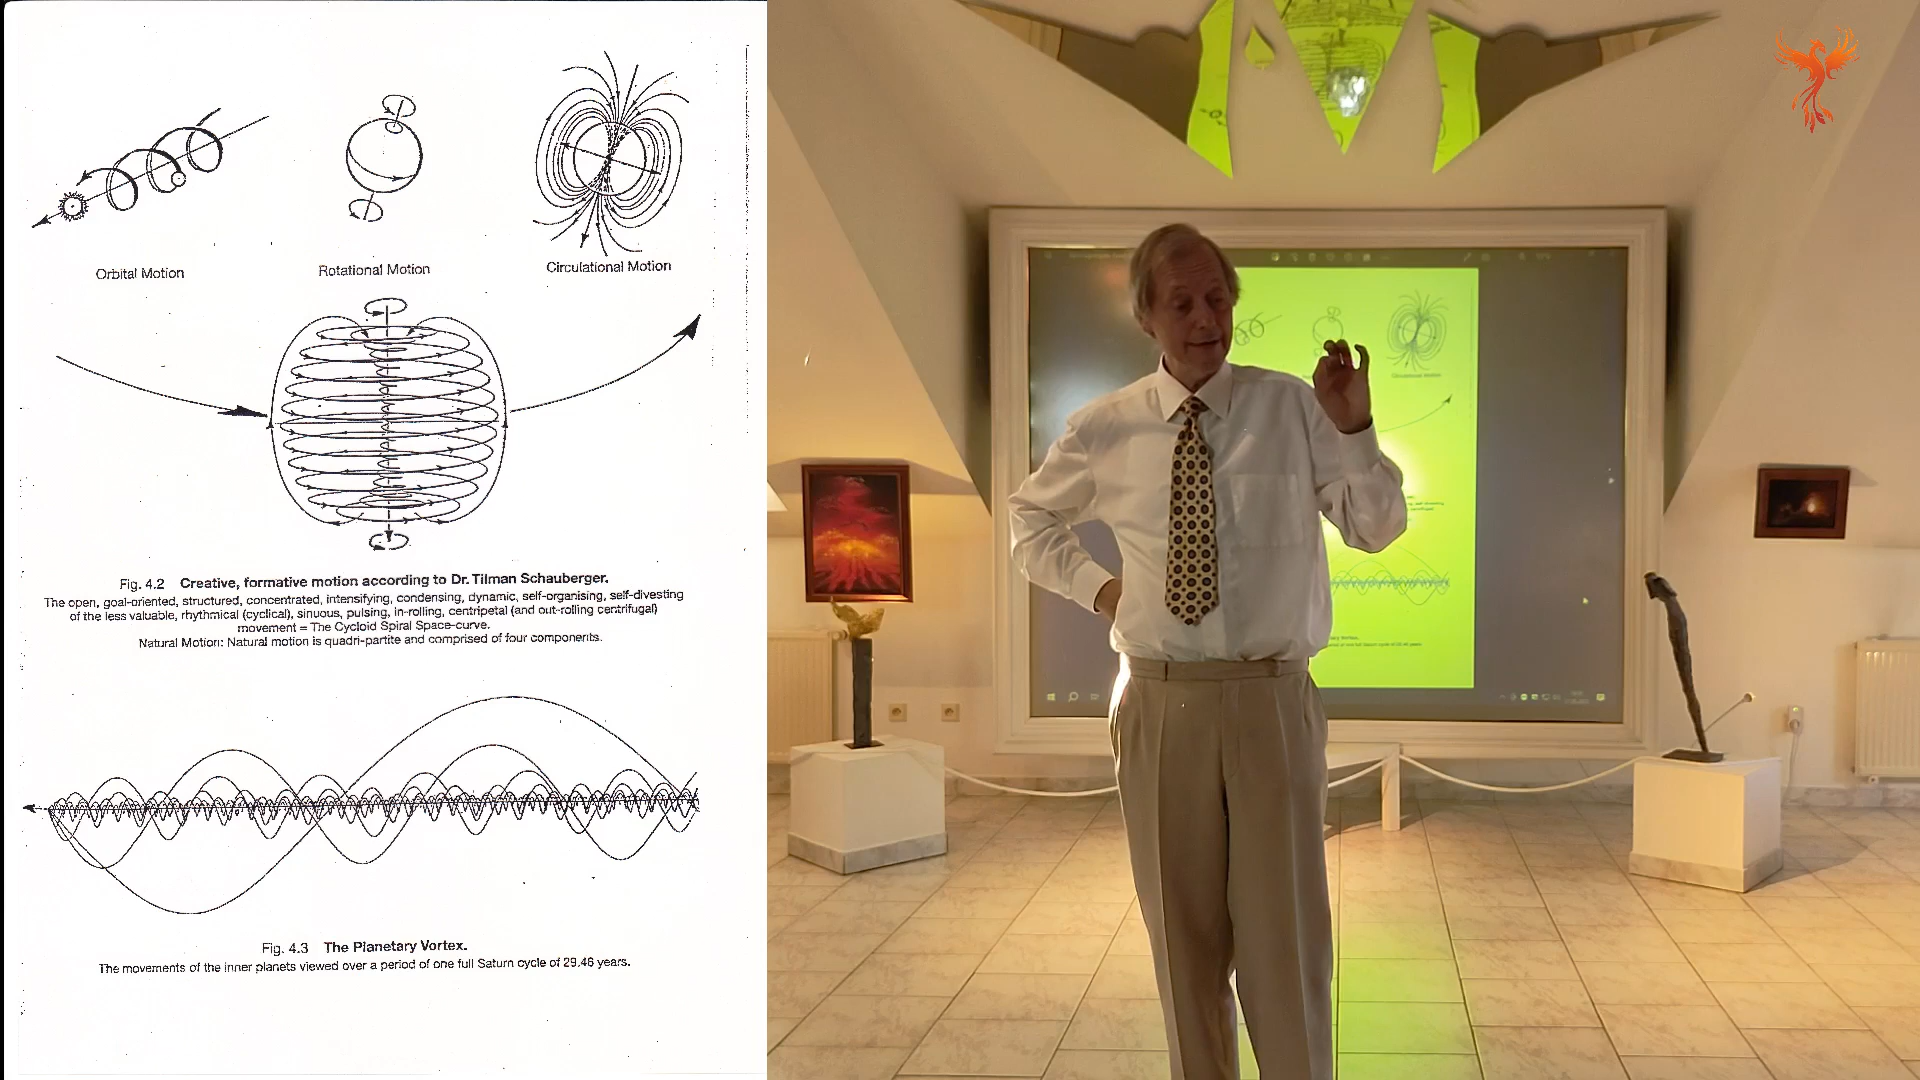 Orbital Motion
Rotational Motion
Circulational Motion
Fig. 4.2 Creative, formative motion according to Dr. Tilman Schauberger.
The open, goal-oriented, structured, concentrated, intensifying, condensing, dynamic, self-organising, self-divesting
of the less valuable, rhythmical (cyclical), sinuous, pulsing, in-rolling, centripetal (and out-rolling centrifugal)
movement = The Cycloid Spiral Space-curve.
Natural Motion: Natural motion is quadri-partite and comprised of four components.
Fig. 4.3 The Planetary Vortex.
The movements of the inner planets viewed over a period of one full Saturn cycle of 29.46 years.
Circulational Motion